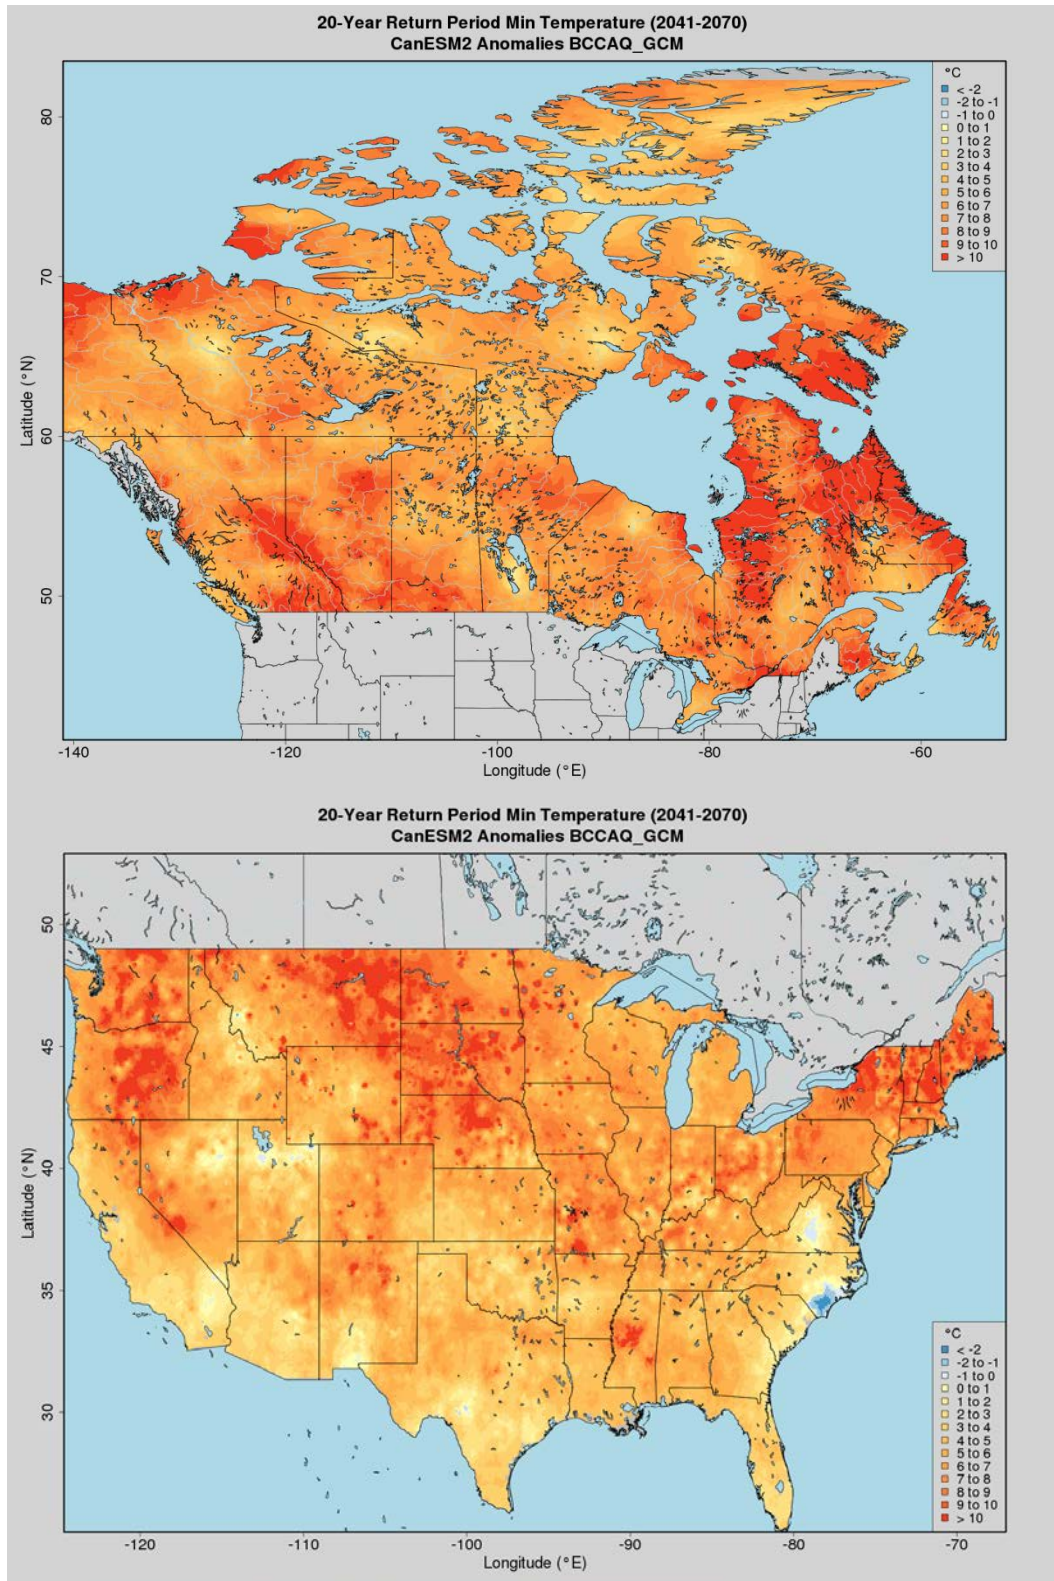 20-Year Return Period Min Temperature (2041-2070)
CanESM2 Anomalies BCCAQ_GCM
°C
< -2
-2 to -1
-1 to 0
0 to 1
1 to 2
2 to 3
3 to 4
4 to 5
5 to 6
6 to 7
7 to 8
8 to 9
9 to 10
> 10
80
70
60
50
Latitude (°N)
-140
-120
-100
-80
-60
Longitude (°E)
20-Year Return Period Min Temperature (2041-2070)
CanESM2 Anomalies BCCAQ_GCM
50
45
40
35
30
Latitude (°N)
°C
< -2
-2 to -1
-1 to 0
0 to 1
1 to 2
2 to 3
3 to 4
4 to 5
5 to 6
6 to 7
7 to 8
8 to 9
9 to 10
> 10
-120
-110
-100
-90
-80
-70
Longitude (°E)